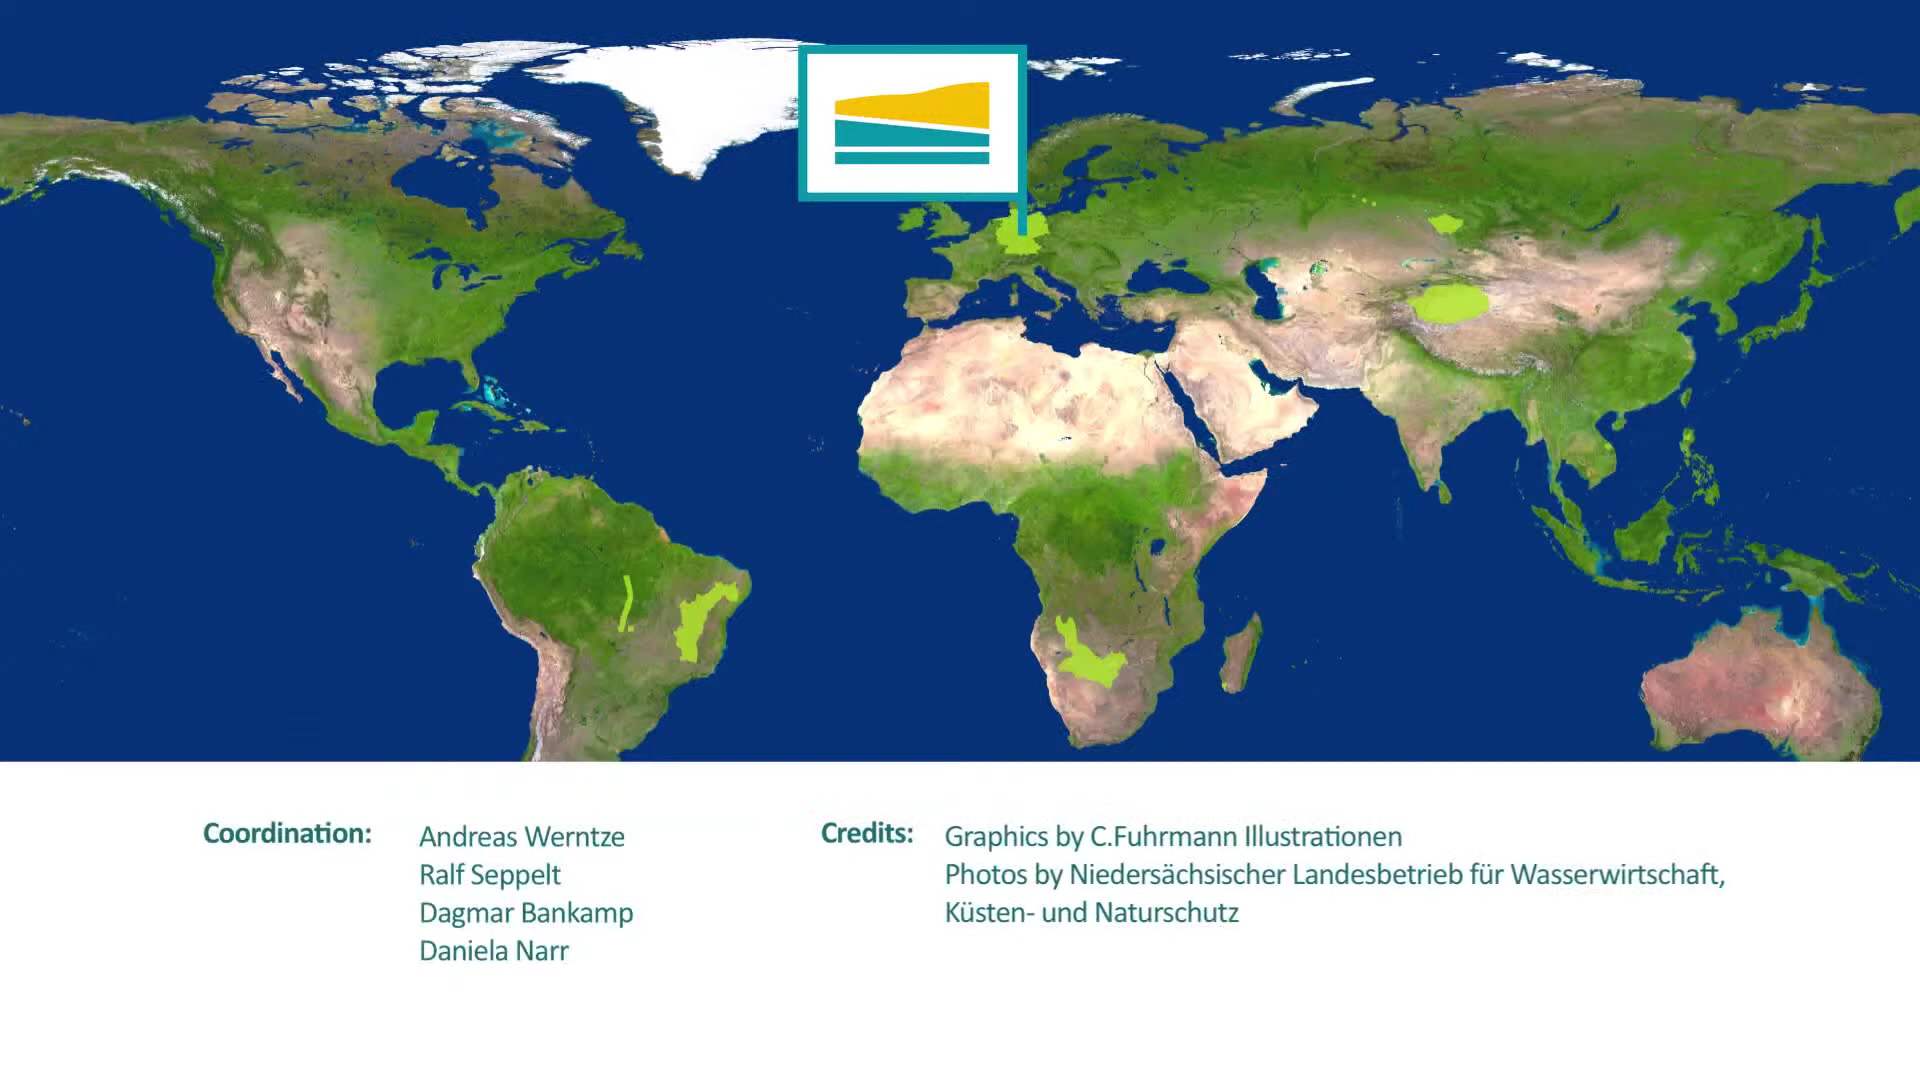 Coordination:
Andreas Werntze
Ralf Seppelt
Dagmar Bankamp
Daniela Narr
Credits:
Graphics by C.Fuhrmann Illustrationen
Photos by Niedersächsischer Landesbetrieb für Wasserwirtschaft,
Küsten- und Naturschutz